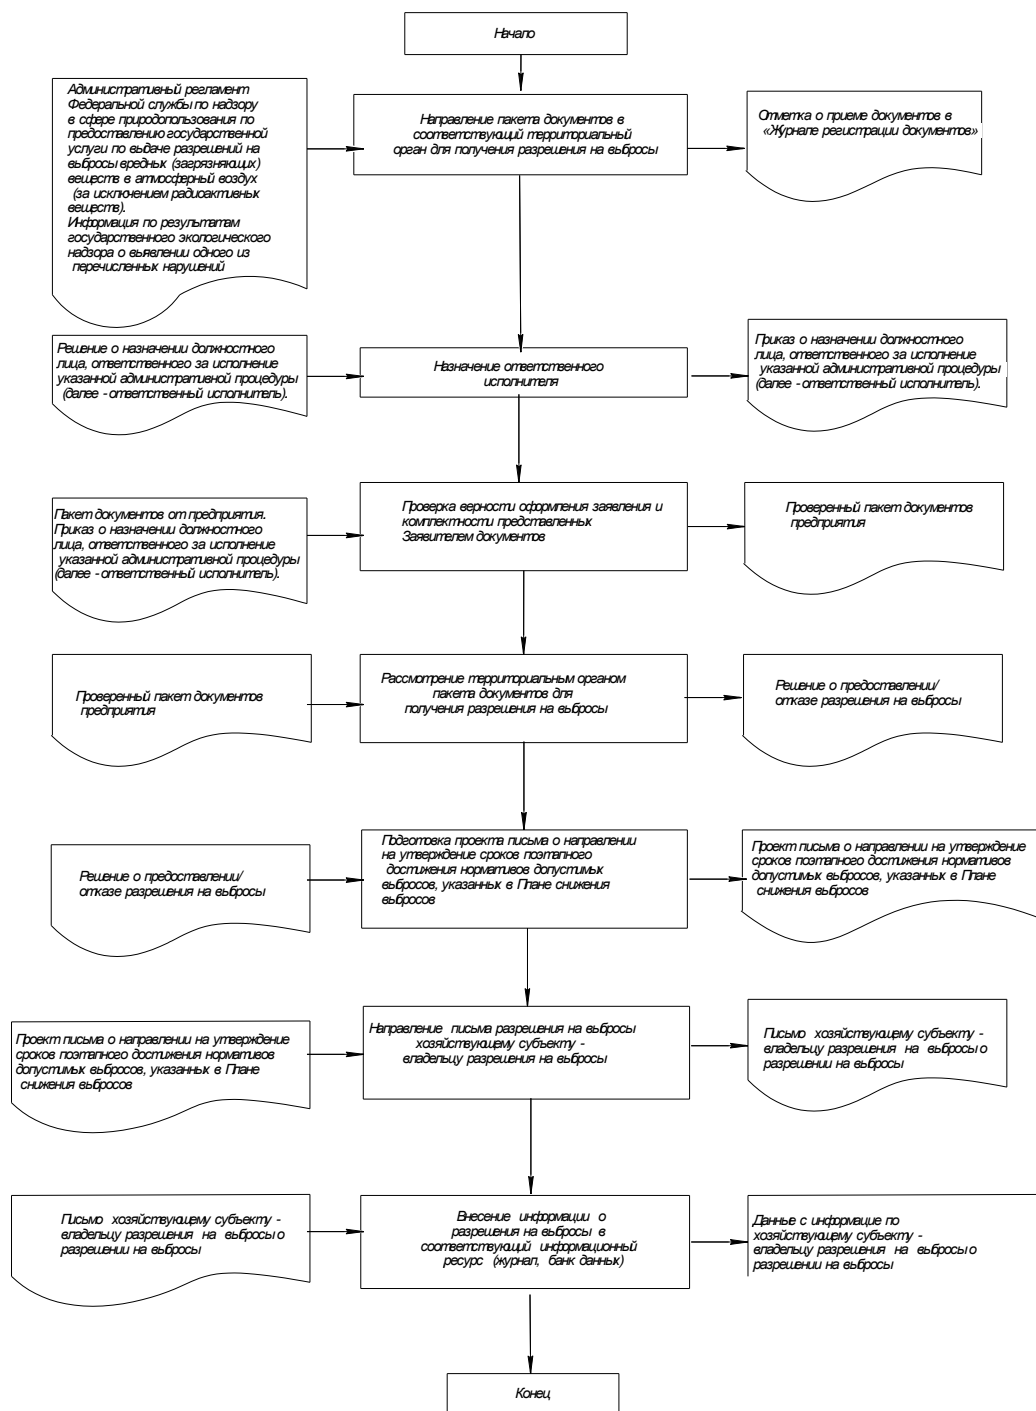 Начало
Административный регламент
Федеральной службы по надзору
в сфере природопользования по
предоставлению государственной
услуги по выдаче разрешений на
выбросы вредных (загрязняющих)
веществ в атмосферный воздух
(за исключением радиоактивных
веществ).
Информация по результатам
государственного экологического
надзора о выявлении одного из
перечисленных нарушений
Направление пакета документов в
соответствующий территориальный
орган для получения разрешения на выбросы
Отметка о приеме документов в
«Журнале регистрации документов»
Решение о назначении должностного
лица, ответственного за исполнение
указанной административной процедуры
(далее - ответственный исполнитель).
Назначение ответственного
исполнителя
Приказ о назначении должностного
лица, ответственного за исполнение
указанной административной процедуры
(далее - ответственный исполнитель).
Пакет документов от предприятия.
Приказ о назначении должностного
лица, ответственного за исполнение
указанной административной процедуры
(далее - ответственный исполнитель).
Проверка верности оформления заявления и
комплектности представленных
Заявителем документов
Проверенный пакет документов
предприятия
Проверенный пакет документов
предприятия
Рассмотрение территориальным органом
пакета документов для
получения разрешения на выбросы
Решение о предоставлении/
отказе разрешения на выбросы
Решение о предоставлении/
отказе разрешения на выбросы
Подготовка проекта письма о направлении
на утверждение сроков поэтапного
достижения нормативов допустимых
выбросов, указанных в Плане снижения
выбросов
Проект письма о направлении на утверждение
сроков поэтапного достижения нормативов
допустимых выбросов, указанных в Плане
снижения выбросов
Проект письма о направлении на утверждение
сроков поэтапного достижения нормативов
допустимых выбросов, указанных в Плане
снижения выбросов
Направление письма разрешения на выбросы
хозяйствующему субъекту -
владельцу разрешения на выбросы
Письмо хозяйствующему субъекту -
владельцу разрешения на выбросы о
разрешении на выбросы
Письмо хозяйствующему субъекту -
владельцу разрешения на выбросы о
разрешении на выбросы
Внесение информации о
разрешения на выбросы в
соответствующий информационный
ресурс (журнал, банк данных)
Данные с информацие по
хозяйствующему субъекту -
владельцу разрешения на выбросы о
разрешении на выбросы
Конец